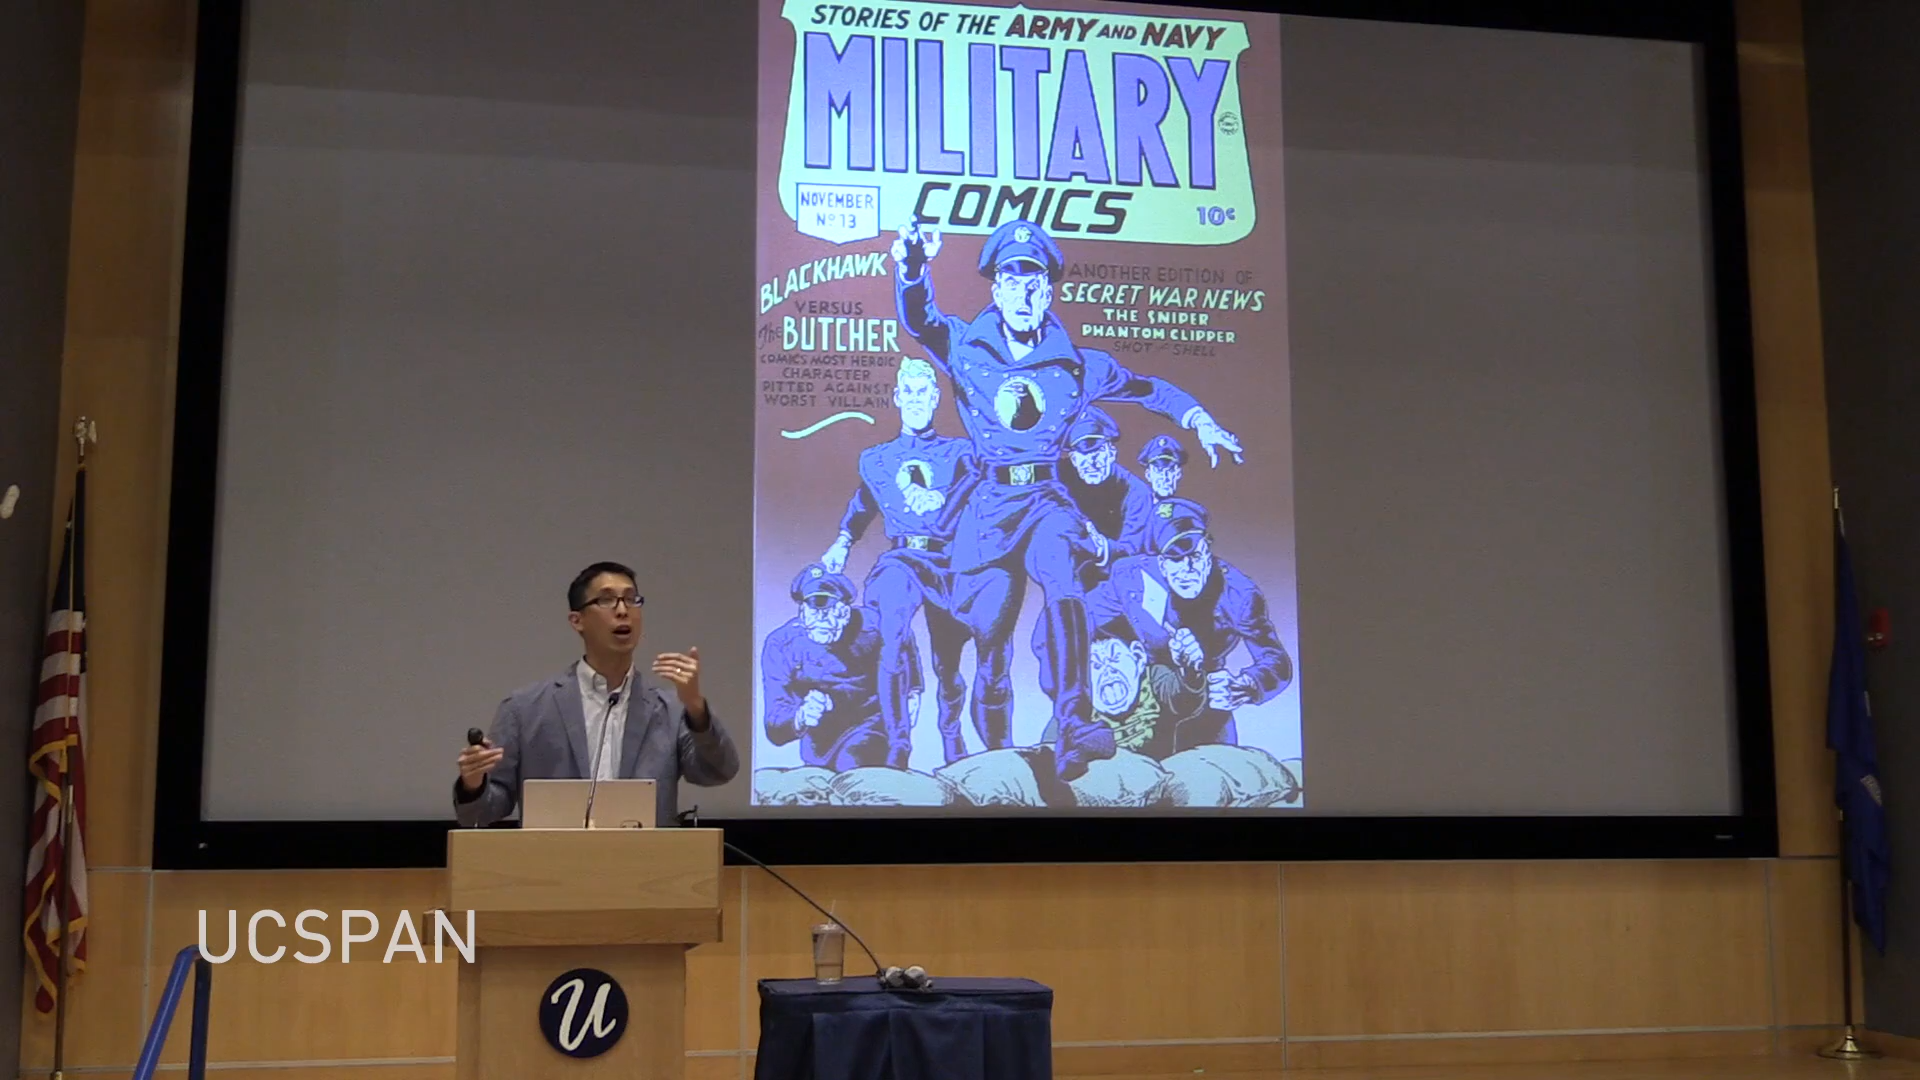 STORIES OF THE ARMY AND NAVY
MILITARY
COMICS
NOVEMBER
Nº 13
10¢
BLACKHAWK
VERSUS
The BUTCHER
COMICS MOST HEROIC
CHARACTER
PITTED AGAINST
WORST VILLAIN
ANOTHER EDITION OF
SECRET WAR NEWS
THE SNIPER
PHANTOM CLIPPER
SHOT AND SHELL
UCSPAN
U